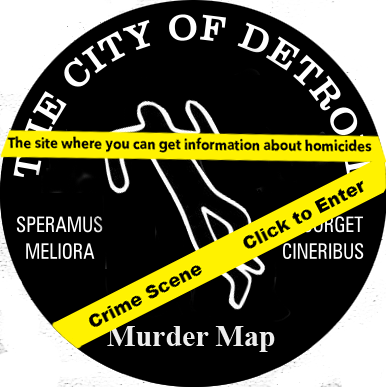 THE CITY OF DETROIT
The site where you can get information about homicides
SPERAMUS
MELIORA
URGET
CINERIBUS
Crime Scene Click to Enter
Murder Map